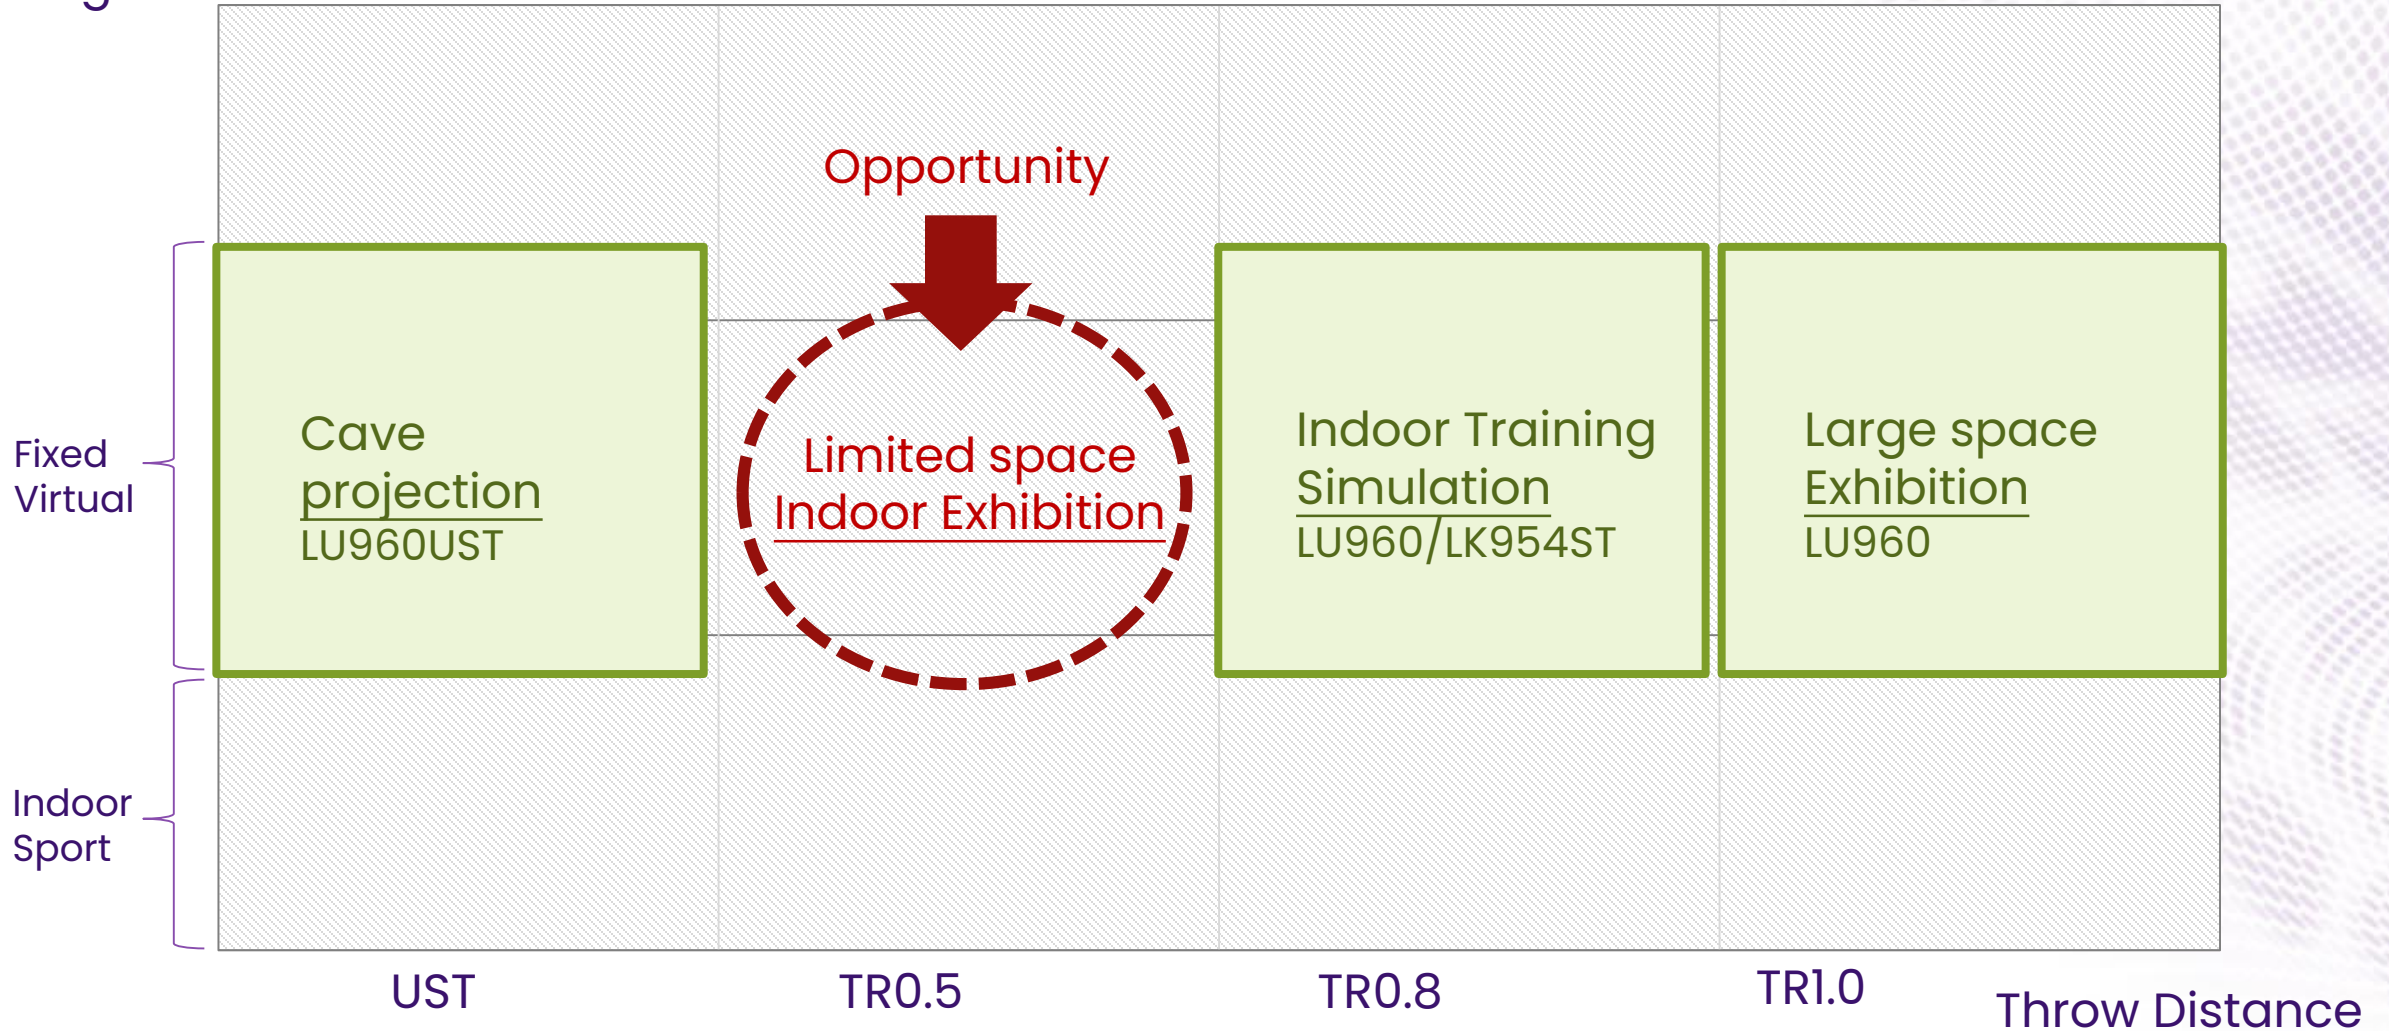 Opportunity
Cave
projection
LU960UST
Limited space
Indoor Exhibition
Indoor Training
Simulation
LU960/LK954ST
Large space
Exhibition
LU960
Fixed
Virtual
Indoor
Sport
UST
TR0.5
TR0.8
TR1.0
Throw Distance